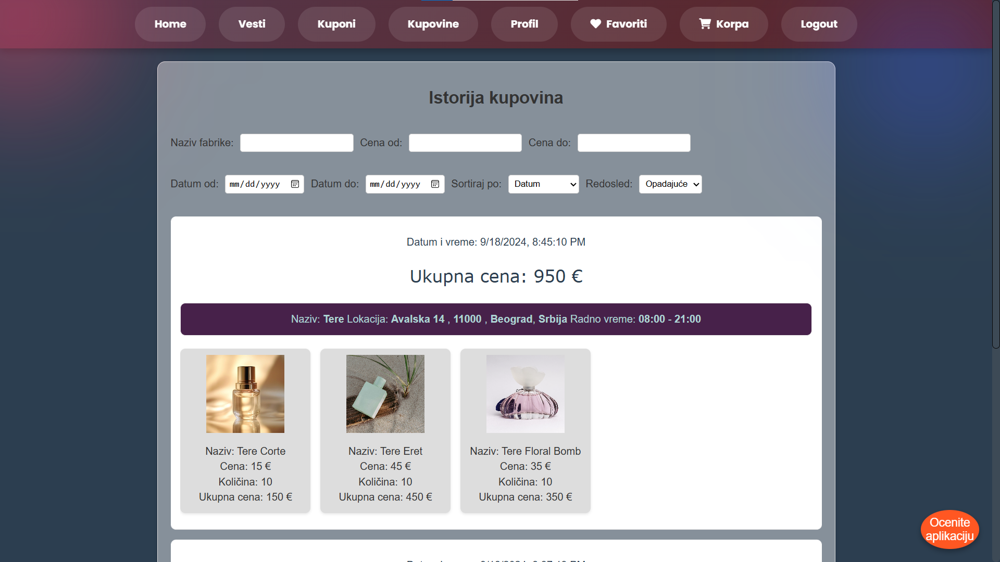 Home Vesti Kuponi Kupovine Profil Favoriti Korpa Logout
Istorija kupovina
Naziv fabrike: Cena od: Cena do:
Datum od: mm/dd/yyyy Datum do: mm/dd/yyyy Sortiraj po: Datum Redosled: Opadajuće
Datum i vreme: 9/18/2024, 8:45:10 PM
Ukupna cena: 950 €
Naziv: Tere Lokacija: Avalska 14 , 11000 , Beograd, Srbija Radno vreme: 08:00 - 21:00
Naziv: Tere Corte
Cena: 15 €
Količina: 10
Ukupna cena: 150 €
Naziv: Tere Eret
Cena: 45 €
Količina: 10
Ukupna cena: 450 €
Naziv: Tere Floral Bomb
Cena: 35 €
Količina: 10
Ukupna cena: 350 €
Ocenite
aplikaciju